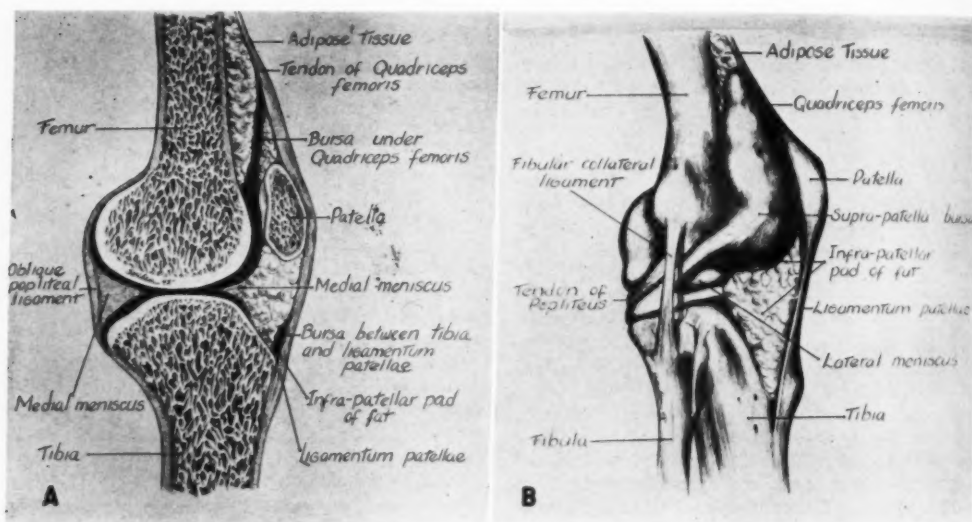 Adipose Tissue
Tendon of Quadriceps
femoris
Femur
Bursa under
Quadriceps femoris
Patella
Oblique
popliteal
ligament
Medial meniscus
Bursa between tibia
and ligamentum
patellae
Medial meniscus
Infra-patellar pad
of fat
Tibia
Ligamentum patellae
A
Adipose Tissue
Femur
Quadriceps femoris
Fibular collateral
ligament
Patella
Supra-patella bursa
Infra-patellar
pad of fat
Tendon of
Popliteus
Ligamentum patellae
Lateral meniscus
Tibia
Fibula
B